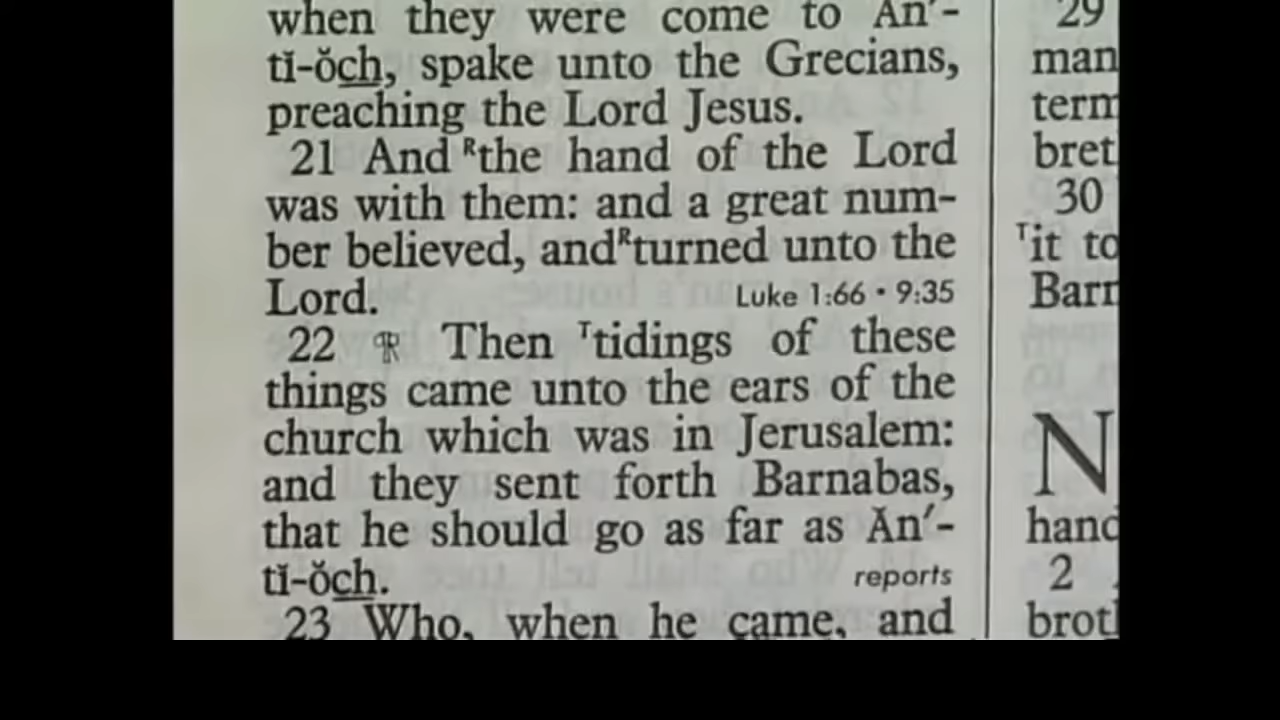 when they were come to Ăn′-
tĭ-ŏch, spake unto the Grecians,
preaching the Lord Jesus.
21 And ᴿthe hand of the Lord
was with them: and a great num-
ber believed, andᴿturned unto the
Lord. Luke 1:66 • 9:35
22 ¶ᴿ Then ᵀtidings of these
things came unto the ears of the
church which was in Jerusalem:
and they sent forth Barnabas,
that he should go as far as Ăn′-
tĭ-ŏch. reports
23 Who, when he came, and
29
man
term
bret
30
ᵀit to
Barn
N
hand
2
brot